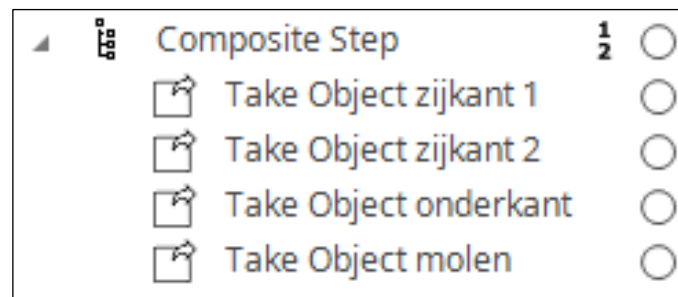 Composite Step 1 2
Take Object zijkant 1
Take Object zijkant 2
Take Object onderkant
Take Object molen